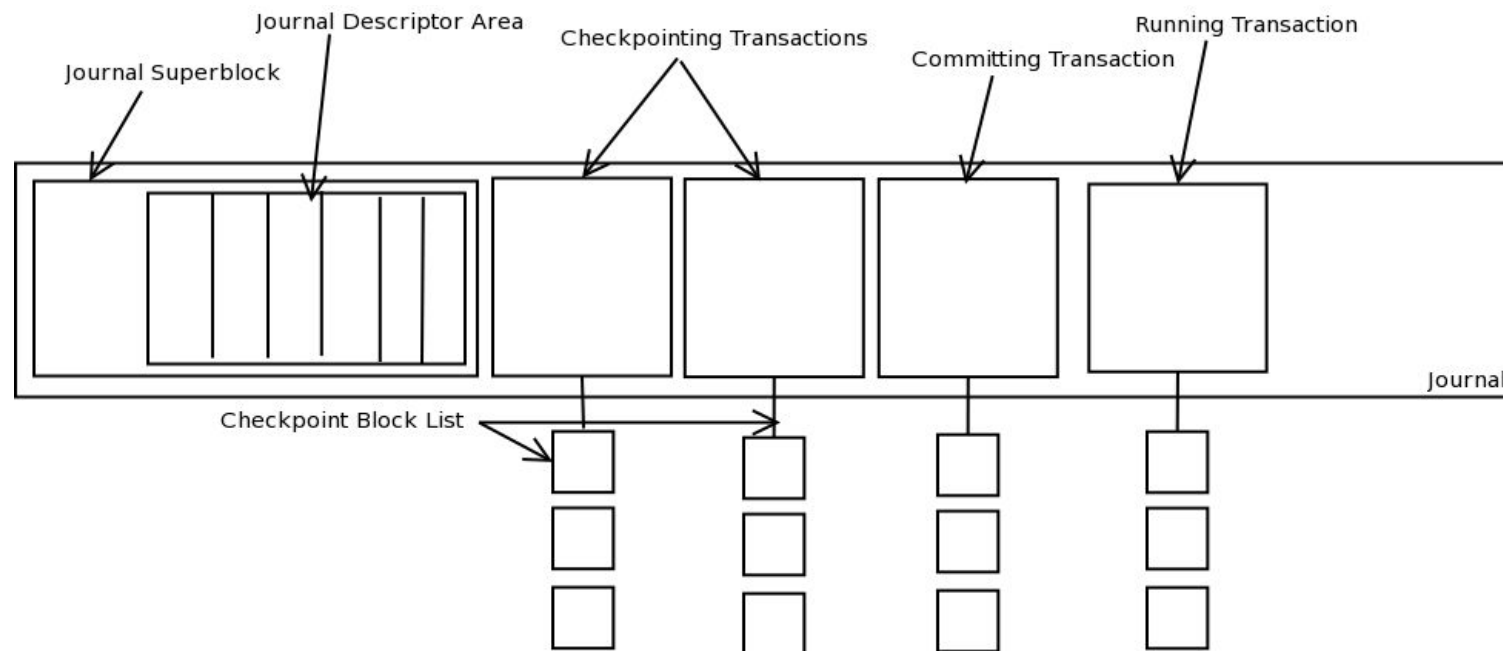 Journal Descriptor Area
Running Transaction
Checkpointing Transactions
Committing Transaction
Journal Superblock
Journal
Checkpoint Block List